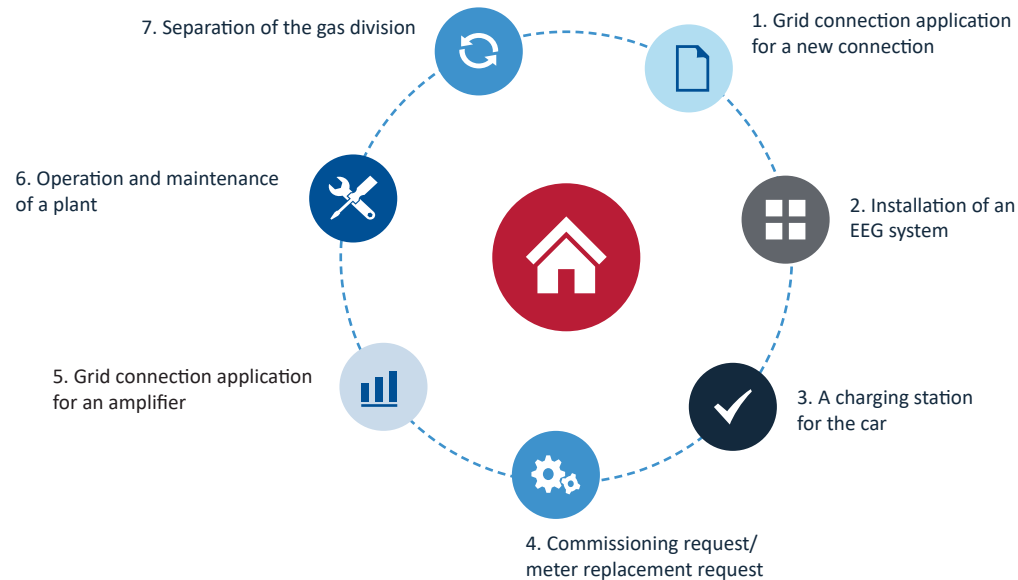 1. Grid connection application
for a new connection
2. Installation of an
EEG system
3. A charging station
for the car
4. Commissioning request/
meter replacement request
5. Grid connection application
for an amplifier
6. Operation and maintenance
of a plant
7. Separation of the gas division